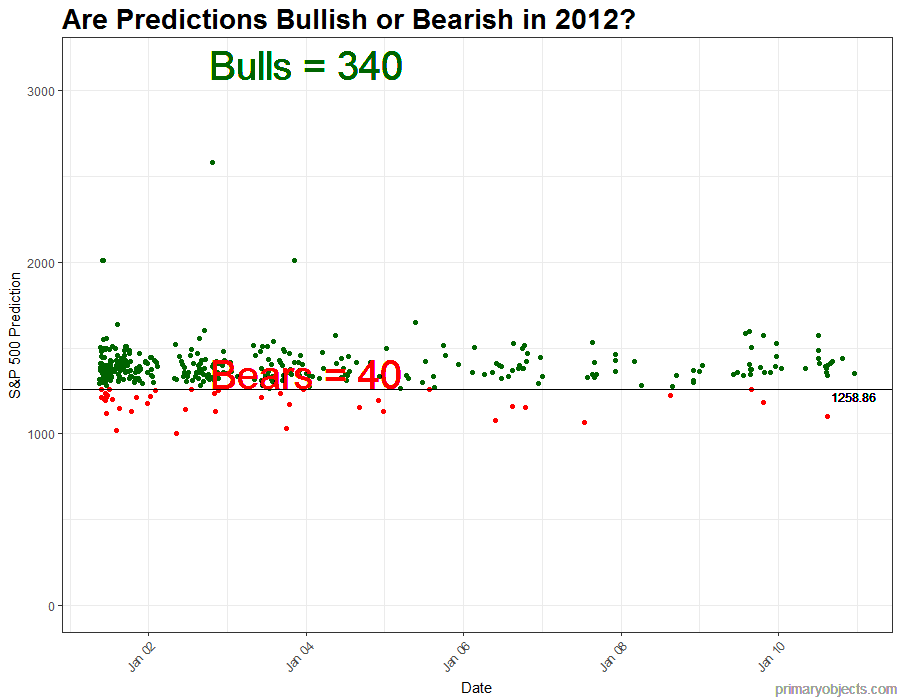 Are Predictions Bullish or Bearish in 2012?
Bulls = 340
3000
2000
S&P 500 Prediction
Bears = 40
1258.86
1000
0
Jan 02
Jan 04
Jan 06
Jan 08
Jan 10
Date
primaryobjects.com